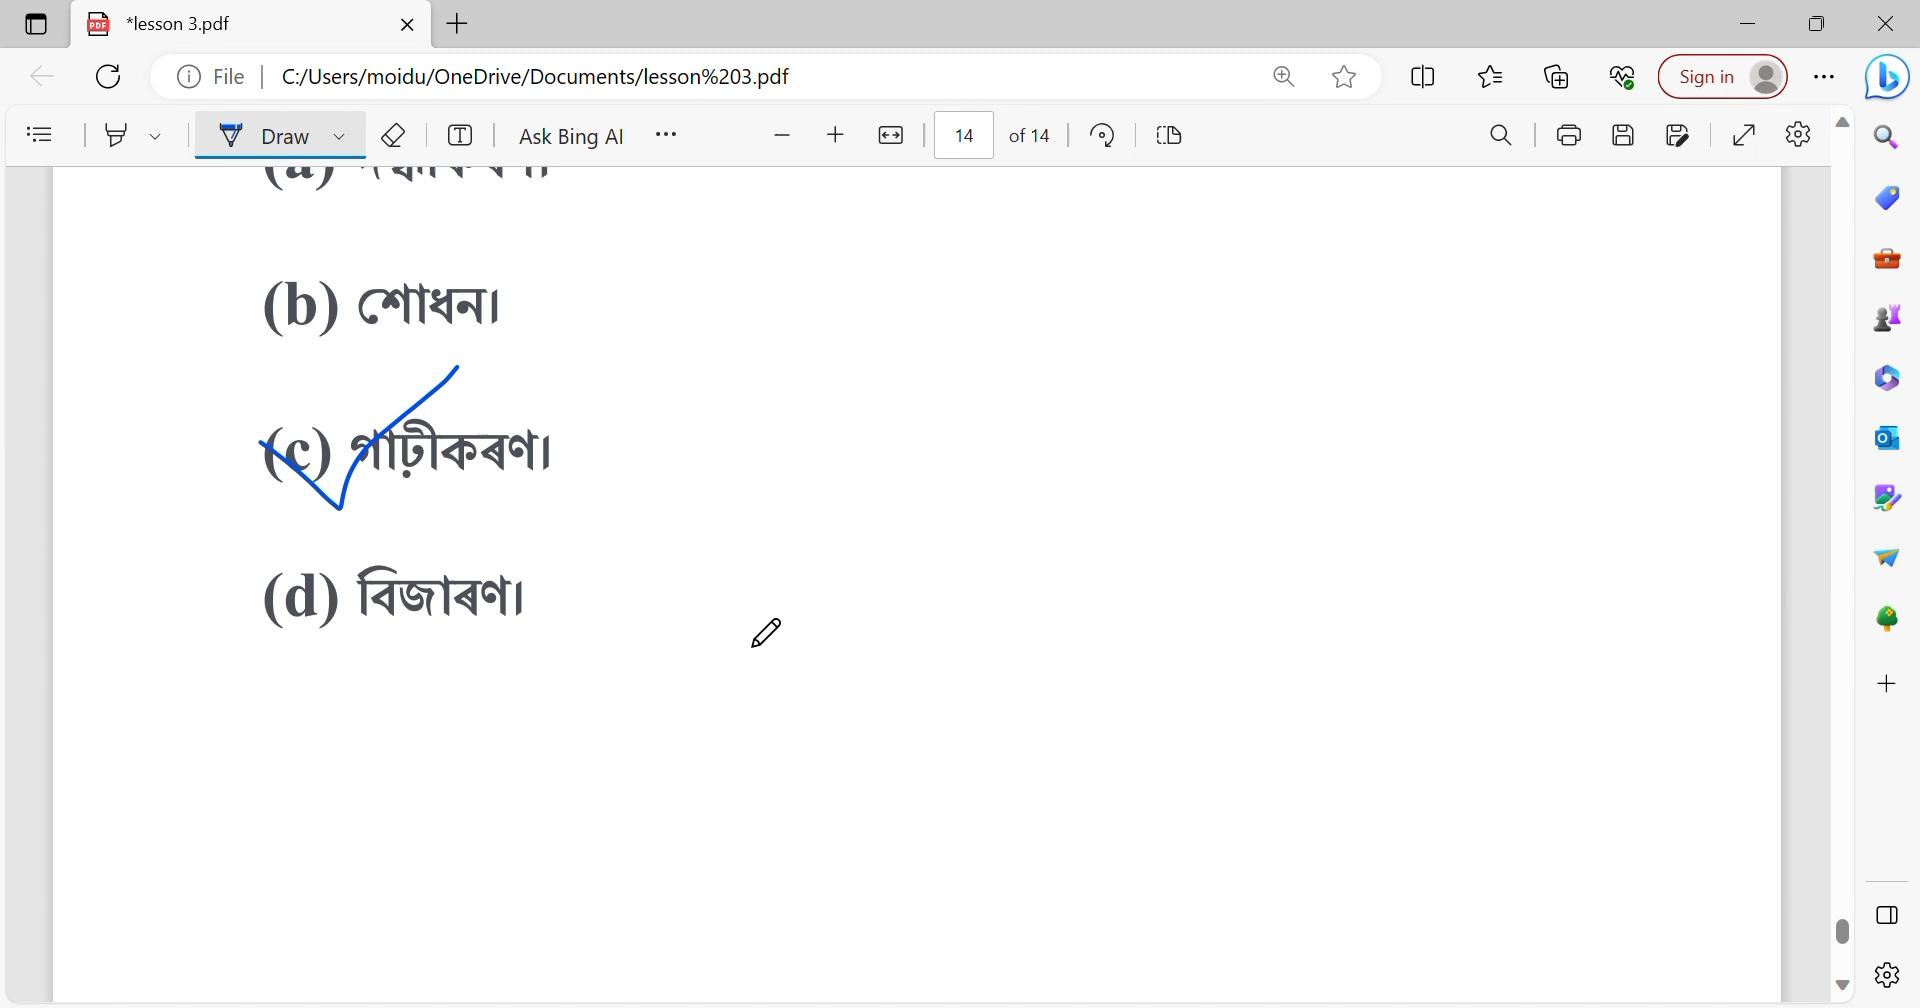 *lesson 3.pdf
File C:/Users/moidu/OneDrive/Documents/lesson%203.pdf Sign in
Draw Ask Bing AI 14 of 14
(b) শোধন।
(c) গাঢ়ীকৰণ।
(d) বিজাৰণ।